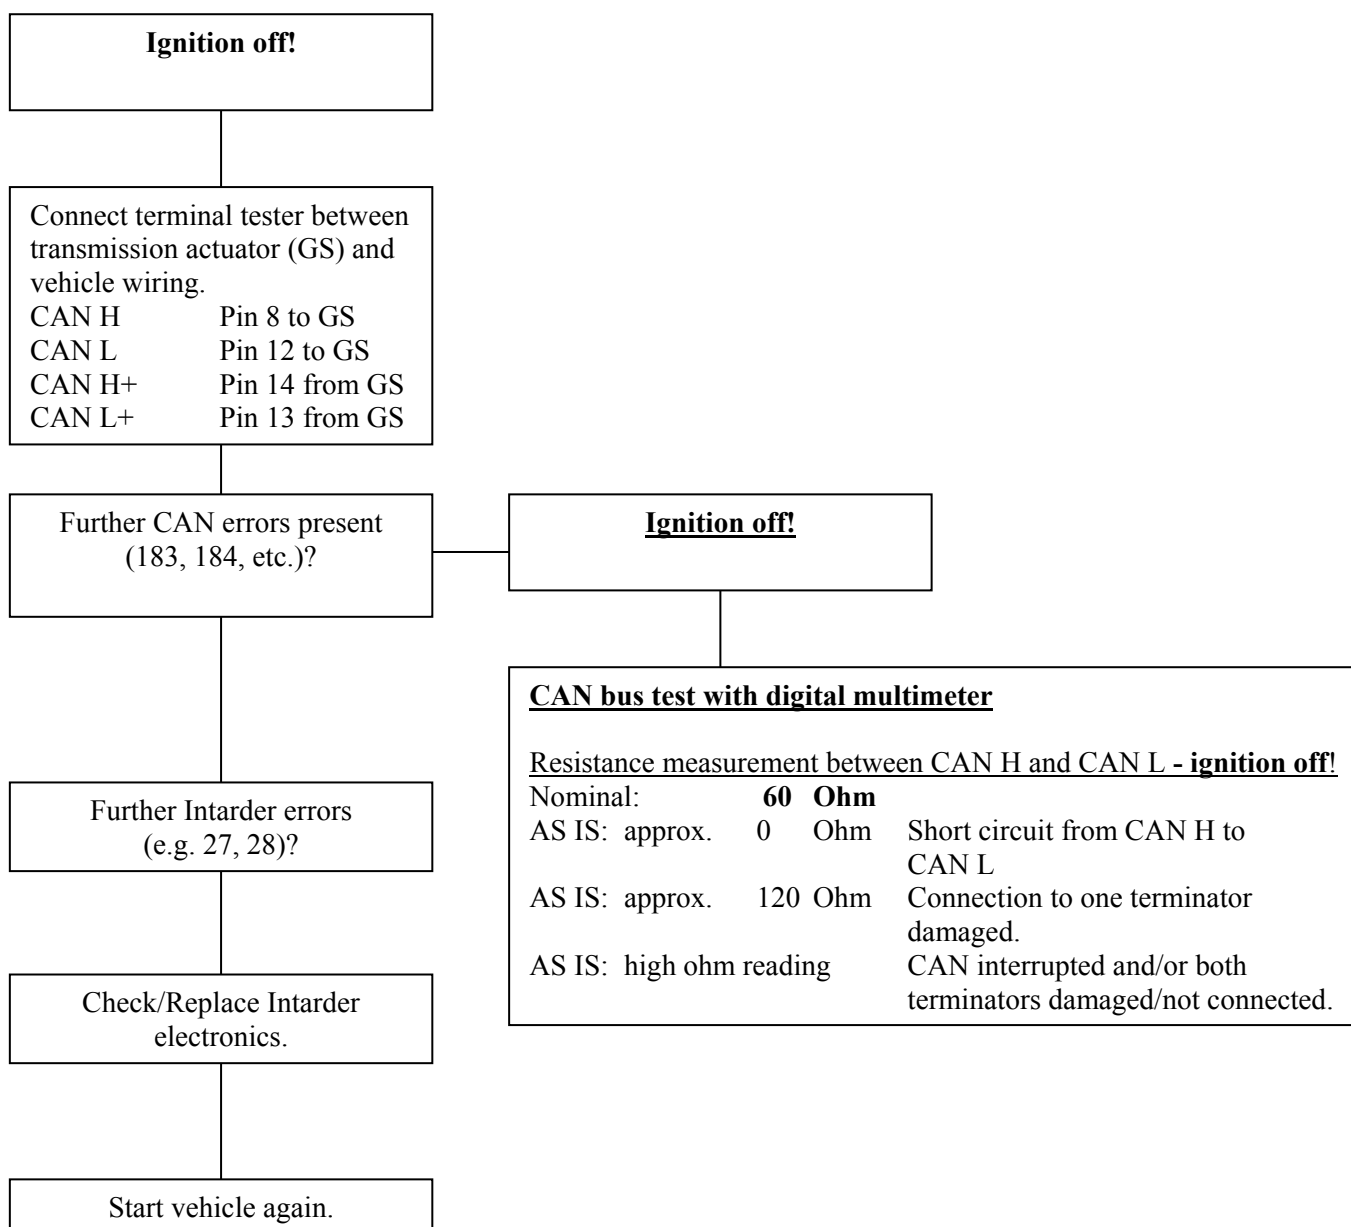 Ignition off!
Connect terminal tester between
transmission actuator (GS) and
vehicle wiring.
CAN H Pin 8 to GS
CAN L Pin 12 to GS
CAN H+ Pin 14 from GS
CAN L+ Pin 13 from GS
Further CAN errors present
(183, 184, etc.)?
Ignition off!
CAN bus test with digital multimeter
Resistance measurement between CAN H and CAN L - ignition off!
Nominal: 60 Ohm
AS IS: approx. 0 Ohm Short circuit from CAN H to
CAN L
AS IS: approx. 120 Ohm Connection to one terminator
damaged.
AS IS: high ohm reading CAN interrupted and/or both
terminators damaged/not connected.
Further Intarder errors
(e.g. 27, 28)?
Check/Replace Intarder
electronics.
Start vehicle again.